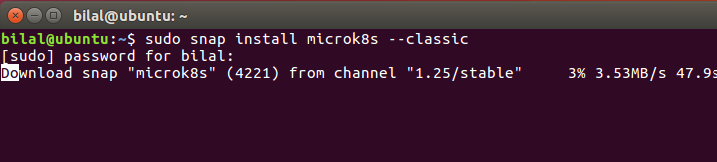 bilal@ubuntu: ~
bilal@ubuntu:~$ sudo snap install microk8s --classic
[sudo] password for bilal:
Download snap "microk8s" (4221) from channel "1.25/stable" 3% 3.53MB/s 47.9s